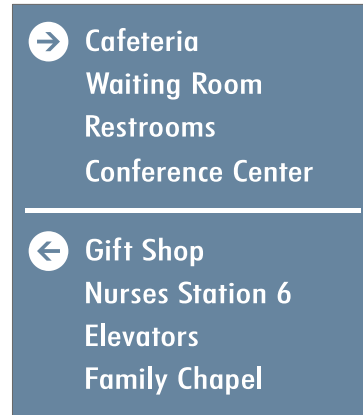 Cafeteria
Waiting Room
Restrooms
Conference Center
Gift Shop
Nurses Station 6
Elevators
Family Chapel